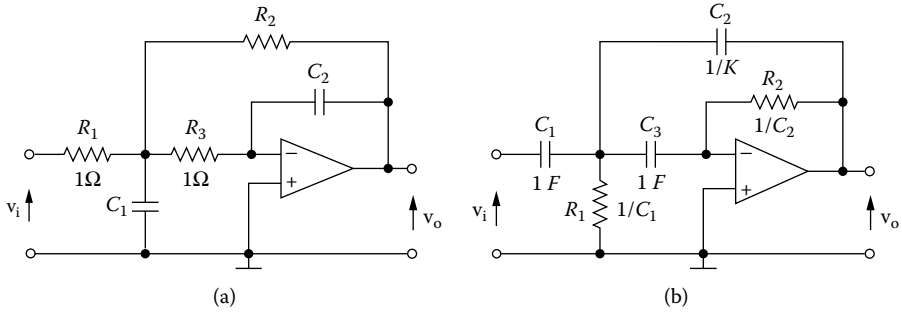 R2
C2
R1
R3
1Ω
1Ω
−
+
C1
vi
vo
(a)
C2
1/K
R2
1/C2
C1
C3
1 F
1 F
−
+
R1
1/C1
vi
vo
(b)